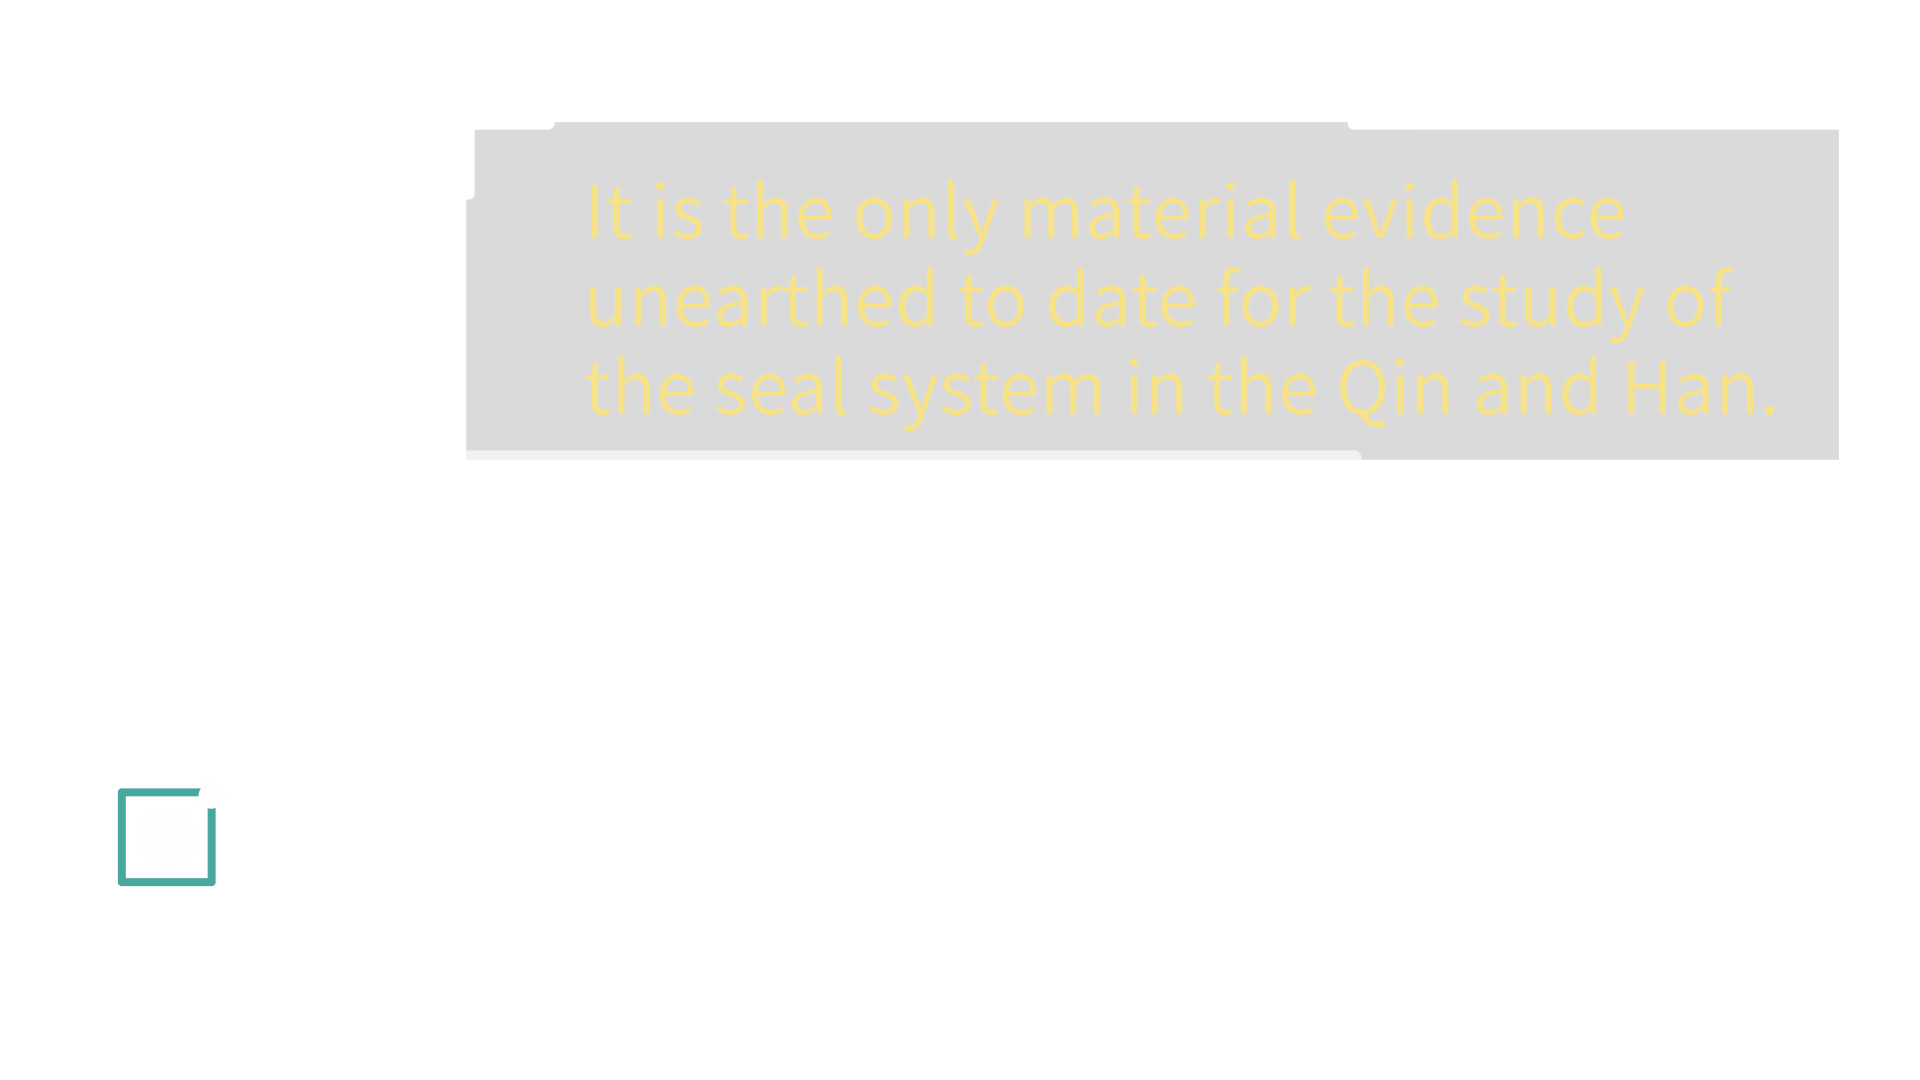 It is the only material evidence
unearthed to date for the study of
the seal system in the Qin and Han.